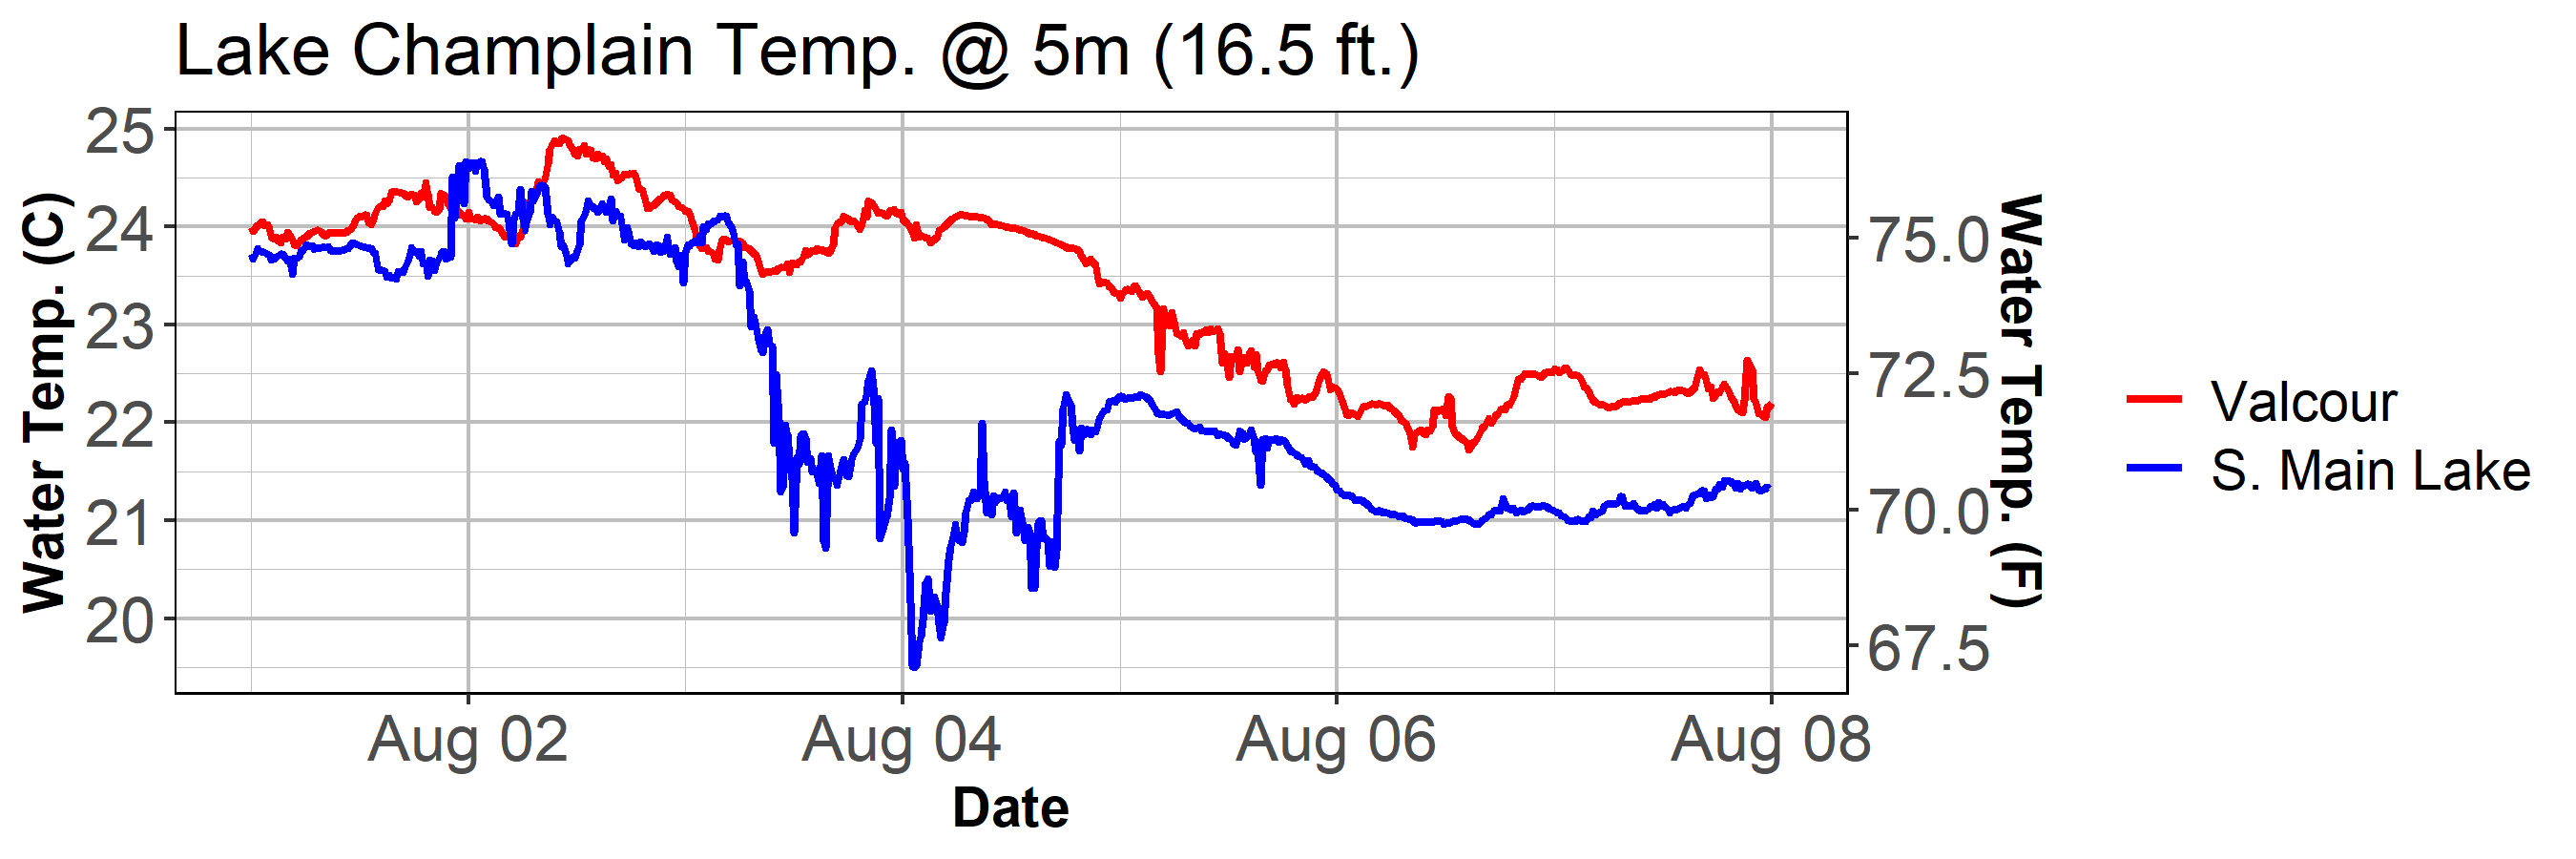 Lake Champlain Temp. @ 5m (16.5 ft.)
Water Temp. (C)
25
24
23
22
21
20
75.0
72.5
70.0
67.5
Water Temp. (F)
Valcour
S. Main Lake
Aug 02
Aug 04
Aug 06
Aug 08
Date